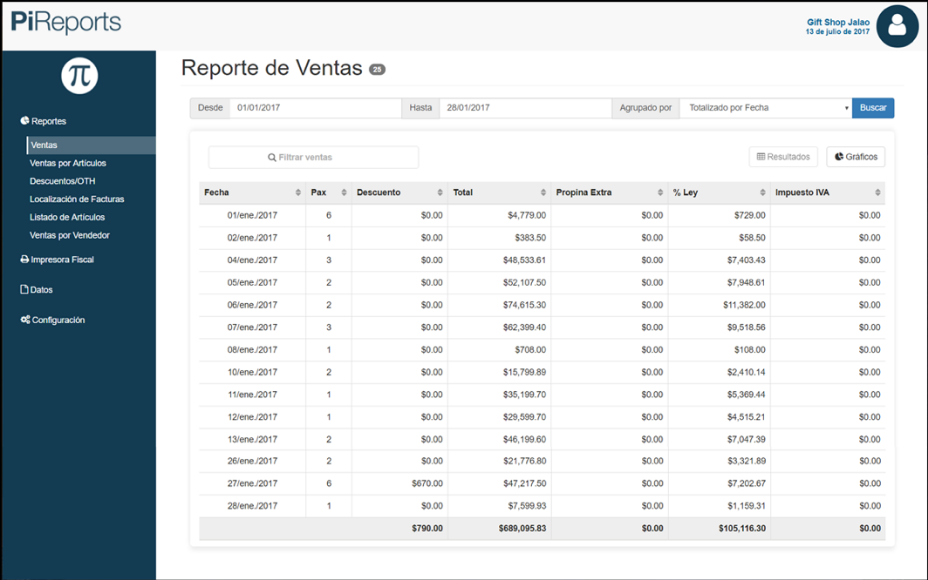 PiReports
Gift Shop Jalao
13 de julio de 2017
π
Reporte de Ventas 25
Desde 01/01/2017 Hasta 28/01/2017 Agrupado por Totalizado por Fecha Buscar
Reportes
Ventas
Ventas por Artículos
Descuentos/OTH
Localización de Facturas
Listado de Artículos
Ventas por Vendedor
Impresora Fiscal
Datos
Configuración
Filtrar ventas Resultados Gráficos
Fecha Pax Descuento Total Propina Extra % Ley Impuesto IVA
01/ene./2017 6 $0.00 $4,779.00 $0.00 $729.00 $0.00
02/ene./2017 1 $0.00 $383.50 $0.00 $58.50 $0.00
04/ene./2017 3 $0.00 $48,533.61 $0.00 $7,403.43 $0.00
05/ene./2017 2 $0.00 $52,107.50 $0.00 $7,948.61 $0.00
06/ene./2017 2 $0.00 $74,615.30 $0.00 $11,382.00 $0.00
07/ene./2017 3 $0.00 $62,399.40 $0.00 $9,518.56 $0.00
08/ene./2017 1 $0.00 $708.00 $0.00 $108.00 $0.00
10/ene./2017 2 $0.00 $15,799.89 $0.00 $2,410.14 $0.00
11/ene./2017 1 $0.00 $35,199.70 $0.00 $5,369.44 $0.00
12/ene./2017 1 $0.00 $29,599.70 $0.00 $4,515.21 $0.00
13/ene./2017 2 $0.00 $46,199.60 $0.00 $7,047.39 $0.00
26/ene./2017 2 $0.00 $21,776.80 $0.00 $3,321.89 $0.00
27/ene./2017 6 $670.00 $47,217.50 $0.00 $7,202.67 $0.00
28/ene./2017 1 $0.00 $7,599.93 $0.00 $1,159.31 $0.00
$790.00 $689,095.83 $0.00 $105,116.30 $0.00